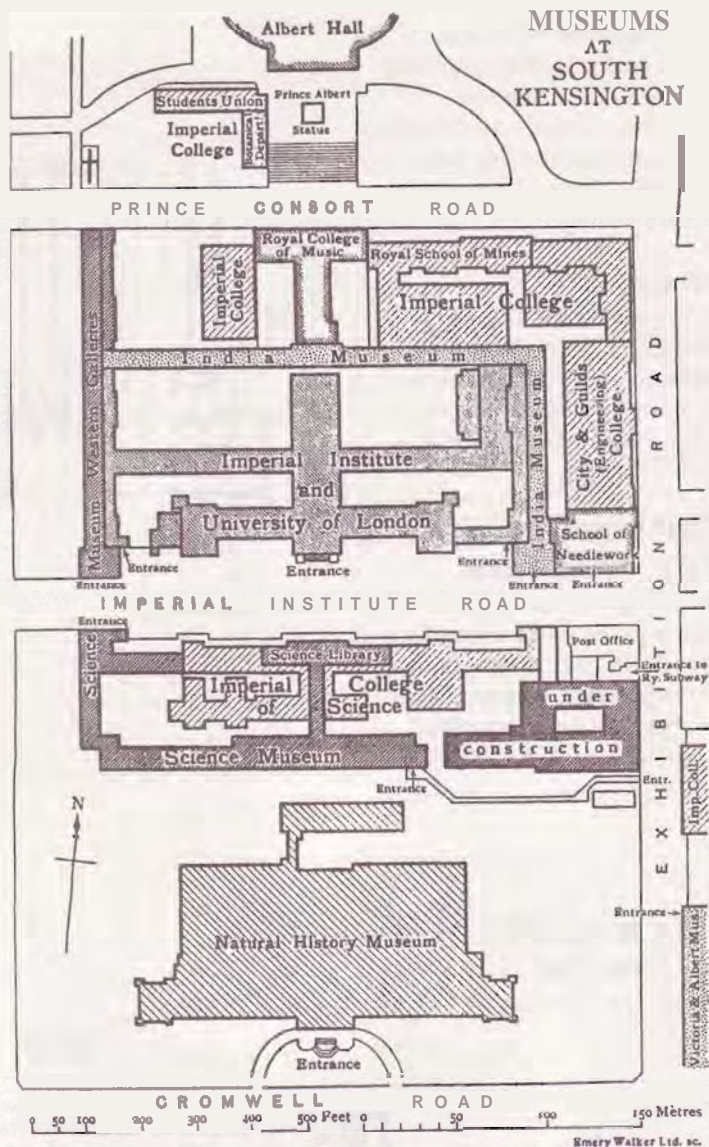 MUSEUMS
AT
SOUTH
KENSINGTON
Albert Hall
Students Union
Prince Albert
Statue
Imperial
College
Botanical
Depart.t
PRINCE CONSORT ROAD
Royal College
of Music
Royal School of Mines
Imperial
College.
Imperial College
India Museum
Museum Western Galleries
India Museum
City & Guilds
(Engineering)
College.
Imperial Institute
and
University of London
School of
Needlework
Entrance
Entrance
Entrance
Entrance
Entrance
Entrance
IMPERIAL INSTITUTE ROAD
EXHIBITION ROAD
Entrance
Science
Science Library
Post Office
Entrance to
Ry. Subway
Imperial College
of Science
under
construction
Science Museum
Entrance
Entr.
Imp. Coll.
N
Natural History Museum
Entrance
Victoria & Albert Mus.
Entrance
CROMWELL ROAD
0 50 100 200 300 400 500 Feet 0 50 100 150 Mètres
Emery Walker Ltd. sc.